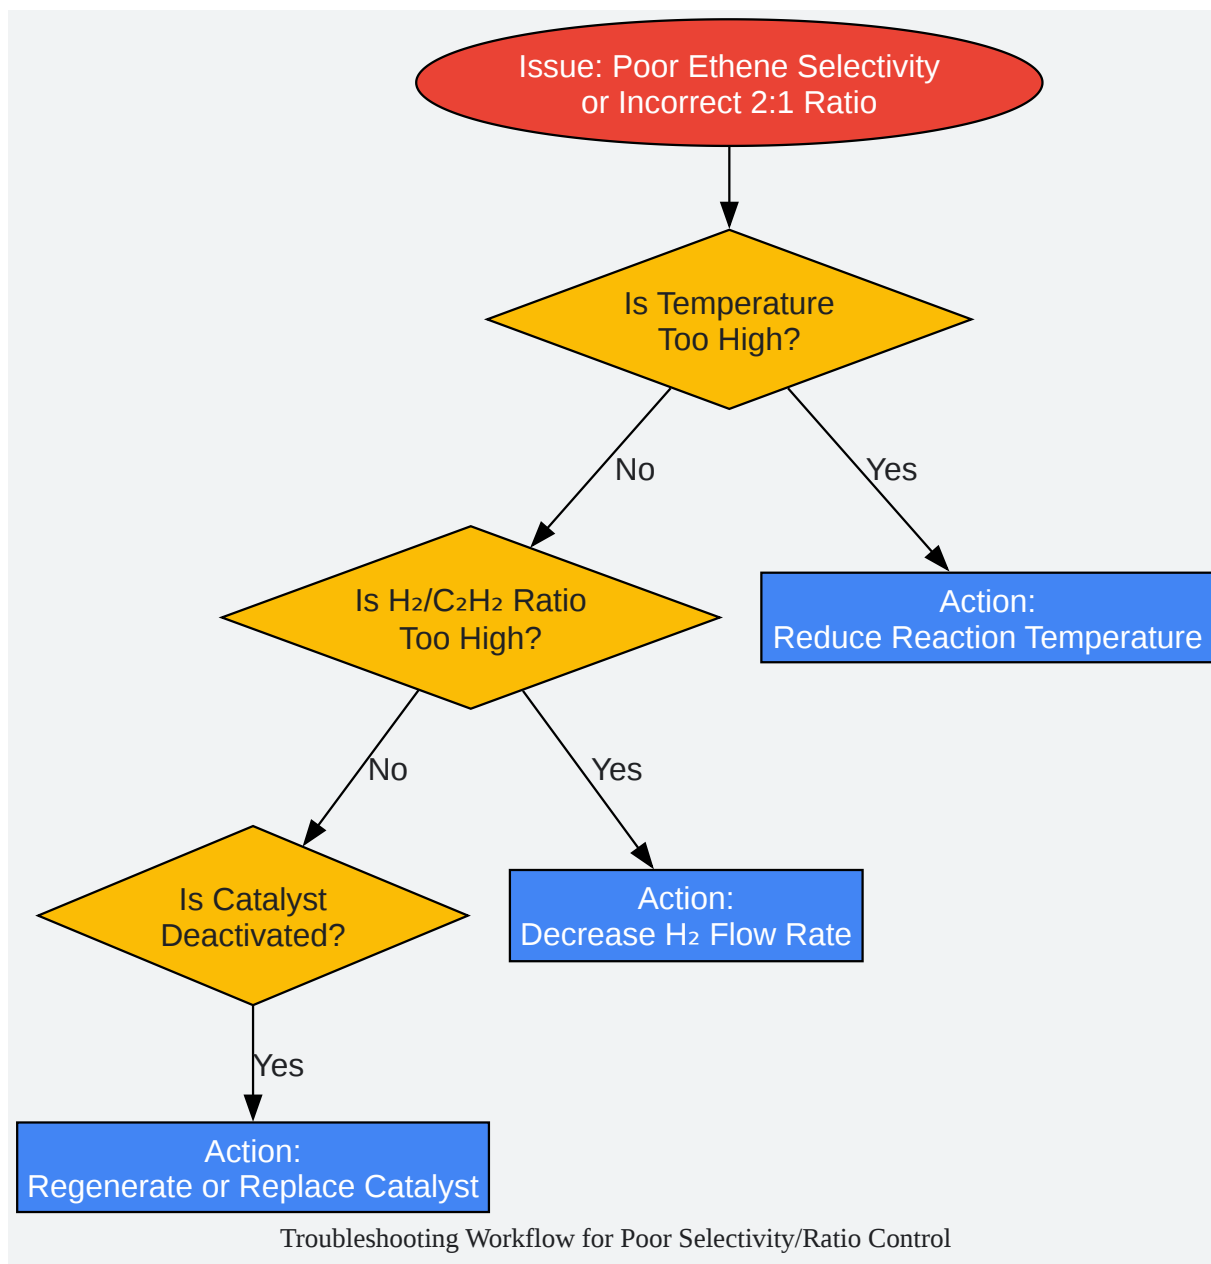 Issue: Poor Ethene Selectivity
or Incorrect 2:1 Ratio
Is Temperature
Too High?
No
Yes
Is H₂/C₂H₂ Ratio
Too High?
Action:
Reduce Reaction Temperature
No
Yes
Is Catalyst
Deactivated?
Action:
Decrease H₂ Flow Rate
Yes
Action:
Regenerate or Replace Catalyst
Troubleshooting Workflow for Poor Selectivity/Ratio Control